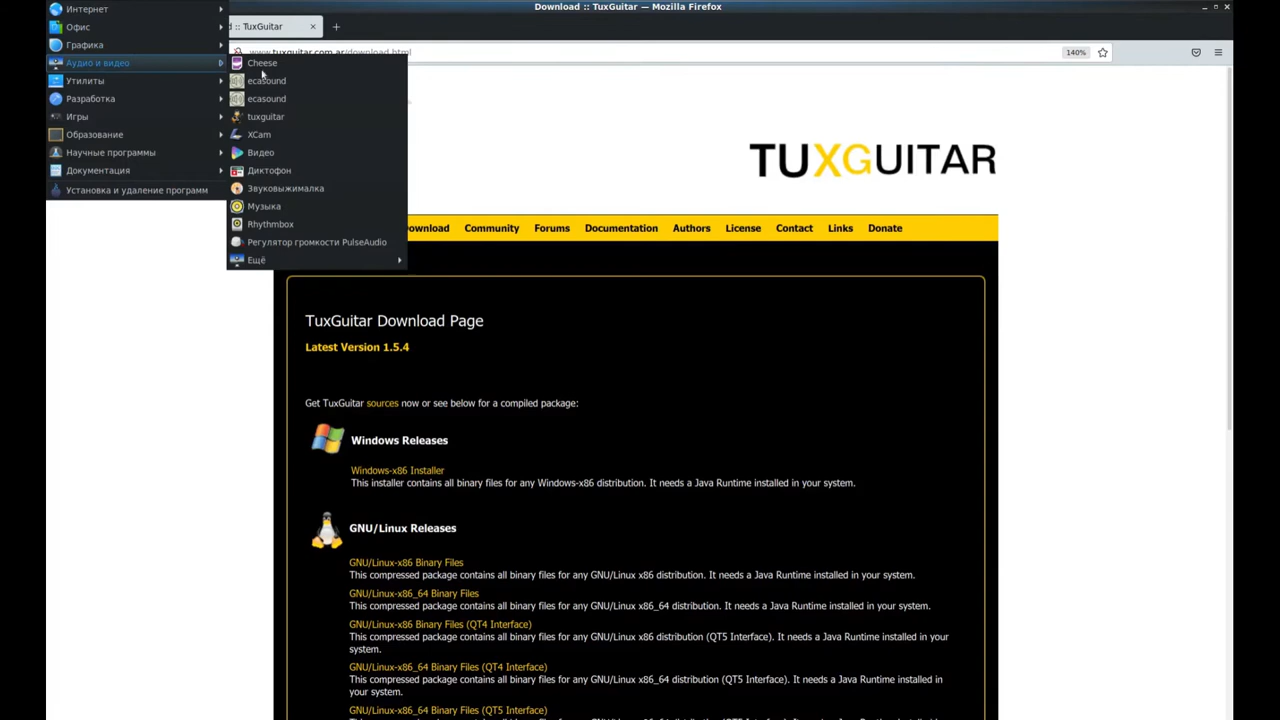 Download :: TuxGuitar — Mozilla Firefox
Интернет
Офис
Графика
Аудио и видео
Утилиты
Разработка
Игры
Образование
Научные программы
Документация
Установка и удаление программ
d :: TuxGuitar
www.tuxguitar.com.ar/download.html
140%
Cheese
ecasound
ecasound
tuxguitar
XCam
Видео
Диктофон
Звуковыжималка
Музыка
Rhythmbox
Регулятор громкости PulseAudio
Ещё
TUXGUITAR
ownload Community Forums Documentation Authors License Contact Links Donate
TuxGuitar Download Page
Latest Version 1.5.4
Get TuxGuitar sources now or see below for a compiled package:
Windows Releases
Windows-x86 Installer
This installer contains all binary files for any Windows-x86 distribution. It needs a Java Runtime installed in your system.
GNU/Linux Releases
GNU/Linux-x86 Binary Files
This compressed package contains all binary files for any GNU/Linux x86 distribution. It needs a Java Runtime installed in your system.
GNU/Linux-x86_64 Binary Files
This compressed package contains all binary files for any GNU/Linux x86_64 distribution. It needs a Java Runtime installed in your system.
GNU/Linux-x86 Binary Files (QT4 Interface)
This compressed package contains all binary files for any GNU/Linux x86 distribution (QT5 Interface). It needs a Java Runtime installed in your
system.
GNU/Linux-x86_64 Binary Files (QT4 Interface)
This compressed package contains all binary files for any GNU/Linux x86_64 distribution (QT5 Interface). It needs a Java Runtime installed in
your system.
GNU/Linux-x86_64 Binary Files (QT5 Interface)